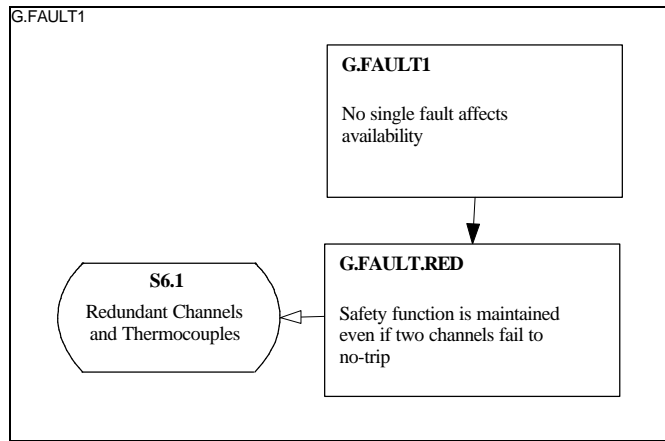 G.FAULT1
G.FAULT1
No single fault affects
availability
G.FAULT.RED
Safety function is maintained
even if two channels fail to
no-trip
S6.1
Redundant Channels
and Thermocouples